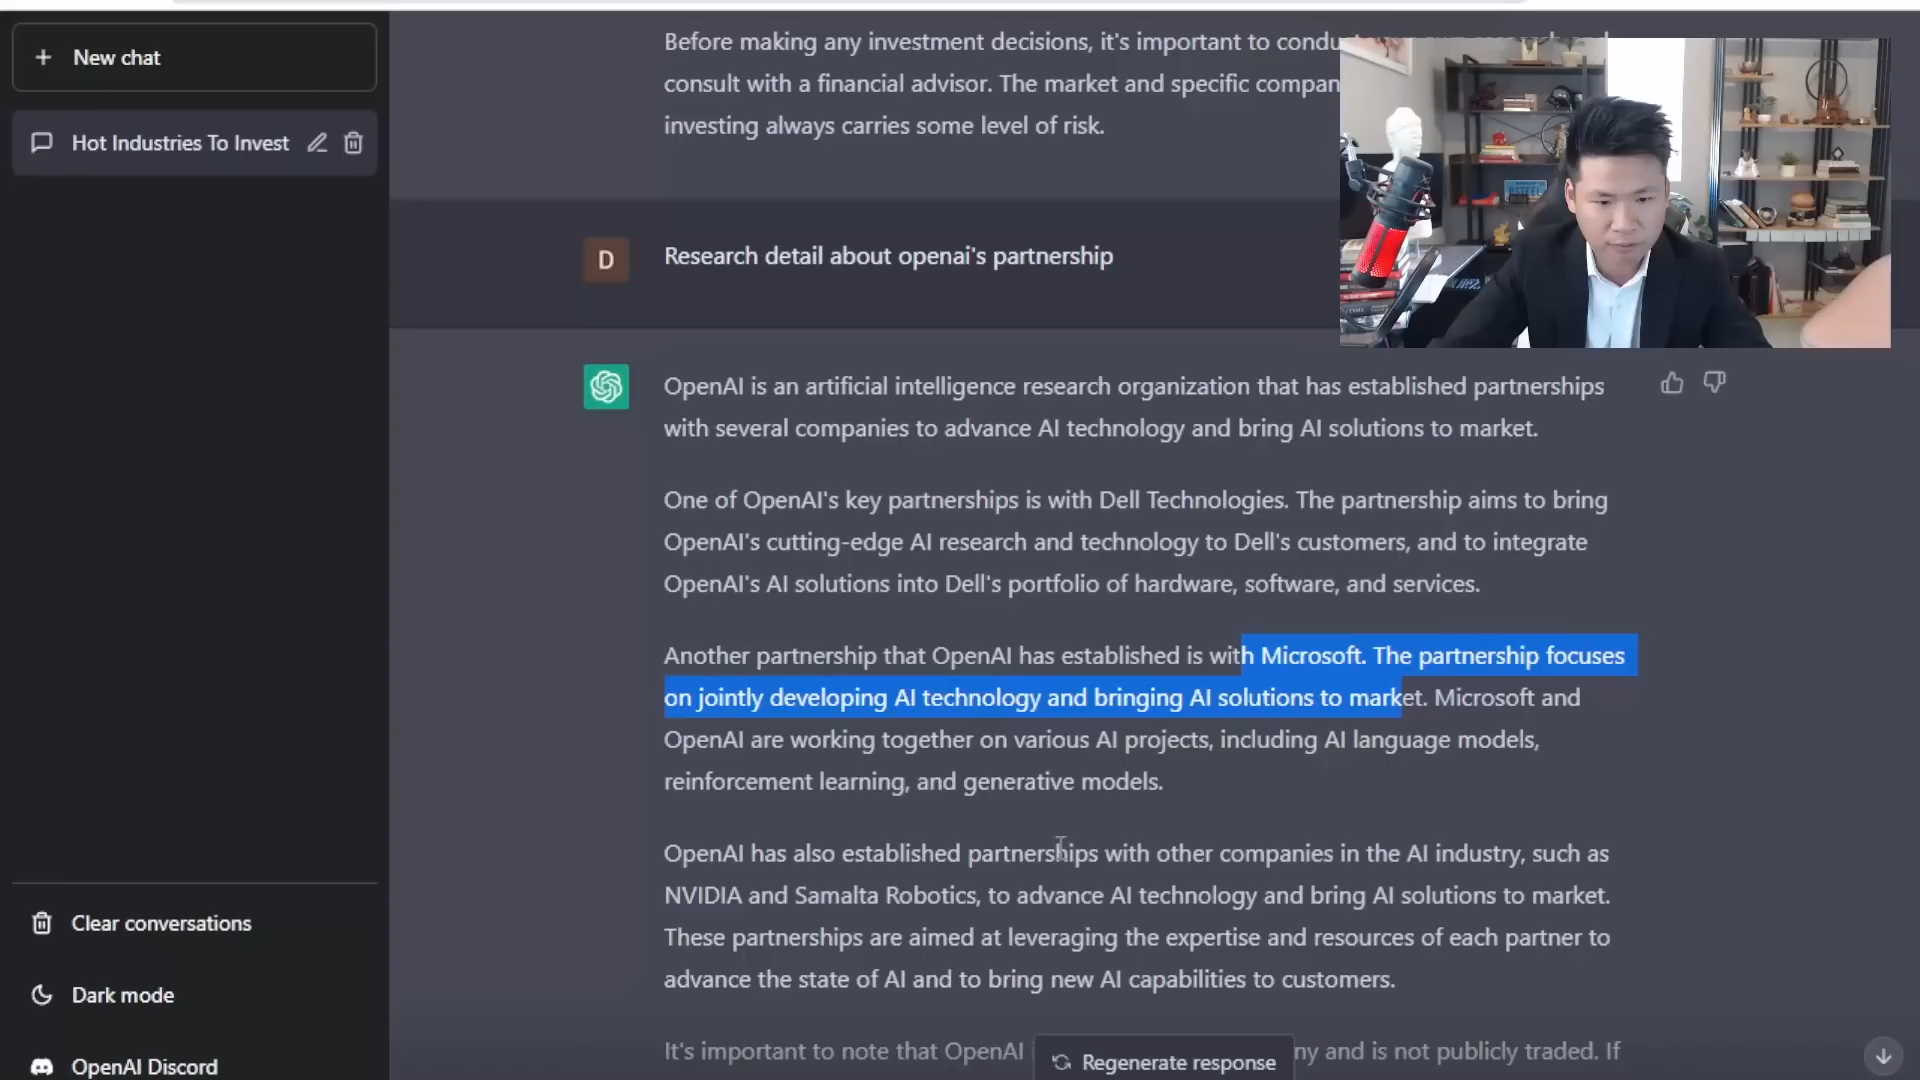 New chat
Hot Industries To Invest
Clear conversations
Dark mode
OpenAI Discord
Before making any investment decisions, it's important to
consult with a financial advisor. The market and specific
investing always carries some level of risk.
D
Research detail about openai's partnership
OpenAI is an artificial intelligence research organization that has established partnerships
with several companies to advance AI technology and bring AI solutions to market.
One of OpenAI's key partnerships is with Dell Technologies. The partnership aims to bring
OpenAI's cutting-edge AI research and technology to Dell's customers, and to integrate
OpenAI's AI solutions into Dell's portfolio of hardware, software, and services.
Another partnership that OpenAI has established is with Microsoft. The partnership focuses
on jointly developing AI technology and bringing AI solutions to market. Microsoft and
OpenAI are working together on various AI projects, including AI language models,
reinforcement learning, and generative models.
OpenAI has also established partnerships with other companies in the AI industry, such as
NVIDIA and Samalta Robotics, to advance AI technology and bring AI solutions to market.
These partnerships are aimed at leveraging the expertise and resources of each partner to
advance the state of AI and to bring new AI capabilities to customers.
It's important to note that OpenAI and is not publicly traded. If
Regenerate response